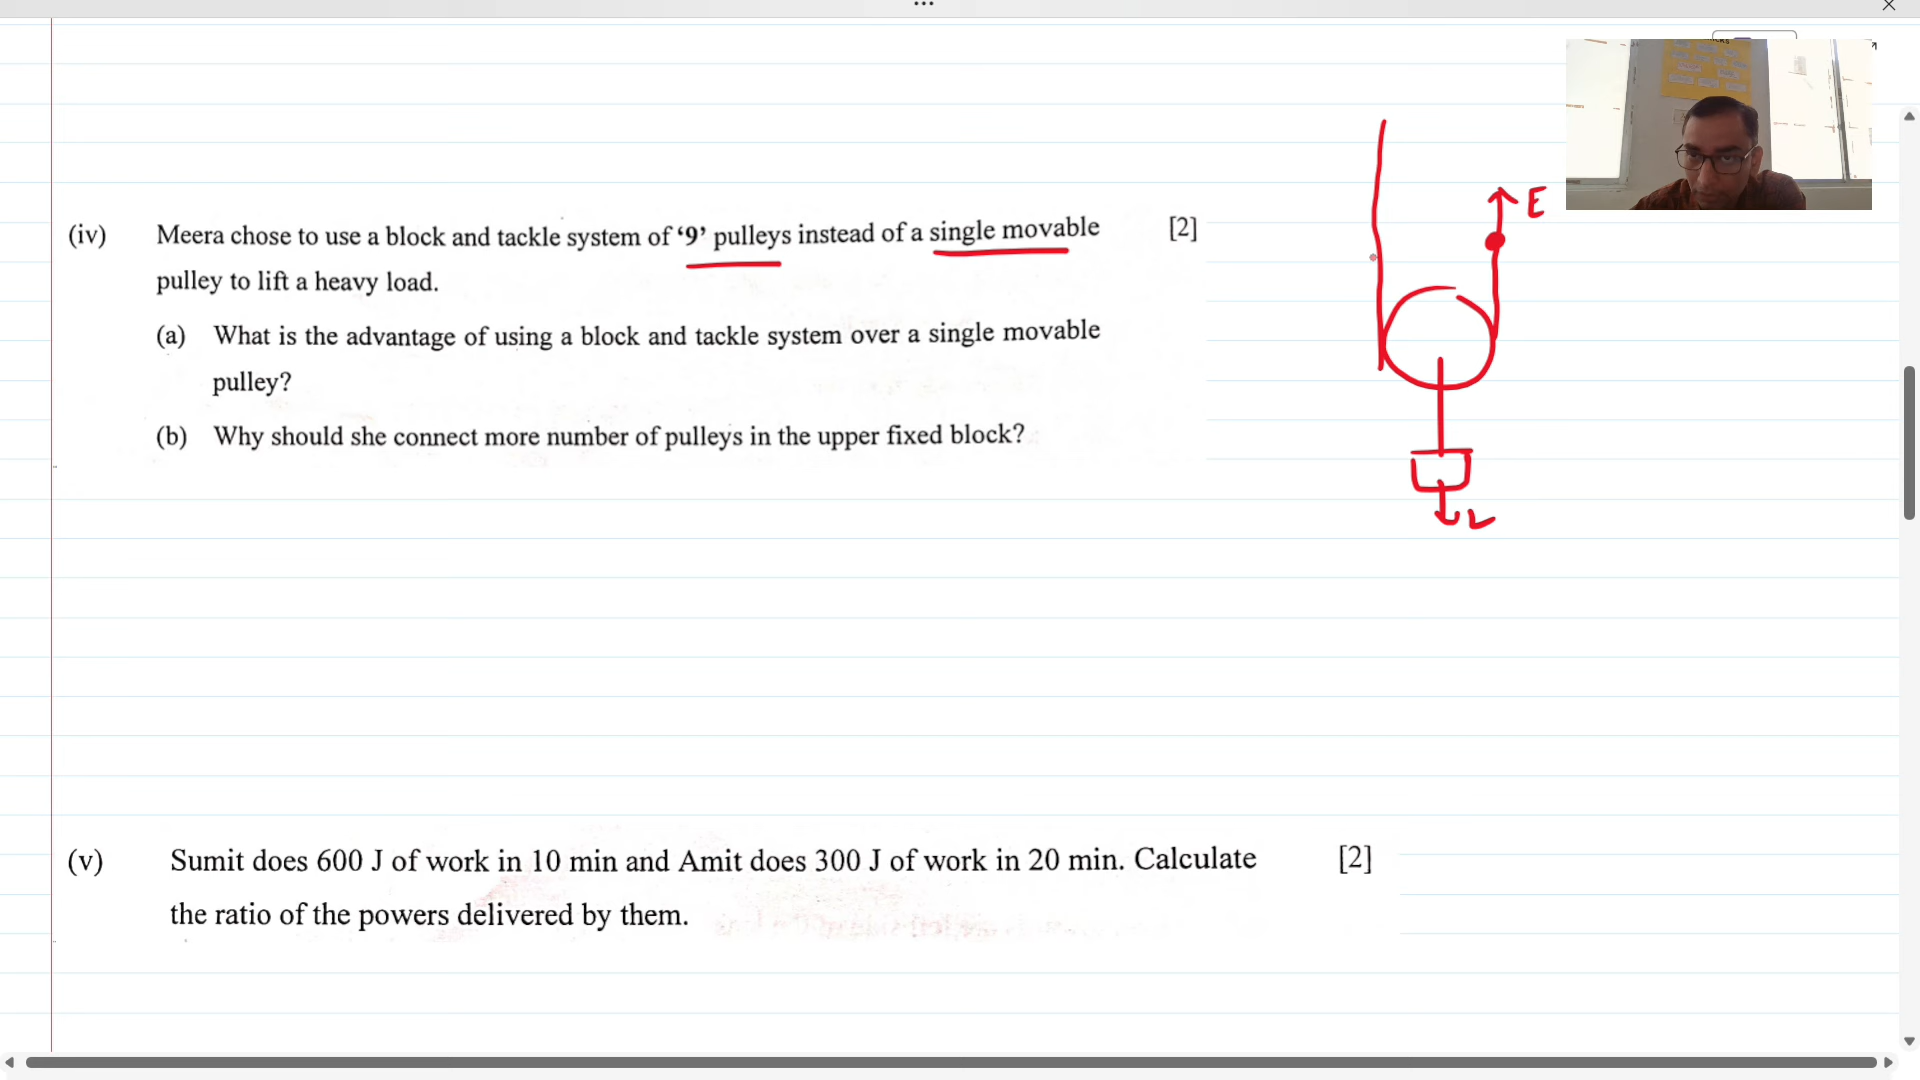 (iv) Meera chose to use a block and tackle system of ‘9’ pulleys instead of a single movable [2]
pulley to lift a heavy load.
(a) What is the advantage of using a block and tackle system over a single movable
pulley?
(b) Why should she connect more number of pulleys in the upper fixed block?
E
L
(v) Sumit does 600 J of work in 10 min and Amit does 300 J of work in 20 min. Calculate [2]
the ratio of the powers delivered by them.